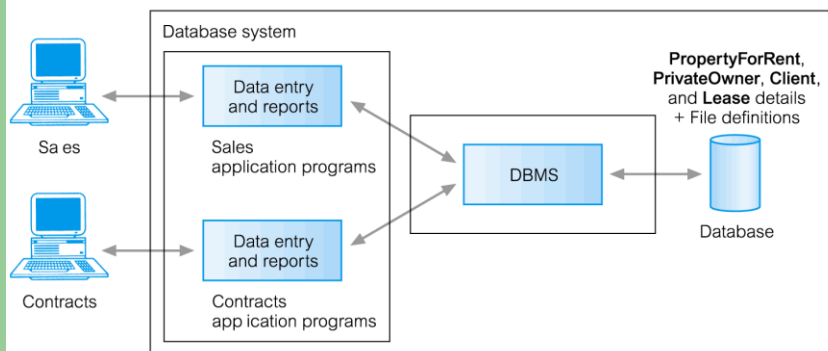 Database system
Data entry
and reports
Sa es
Sales
application programs
Data entry
and reports
Contracts
Contracts
app ication programs
DBMS
PropertyForRent,
PrivateOwner, Client,
and Lease details
+ File definitions
Database